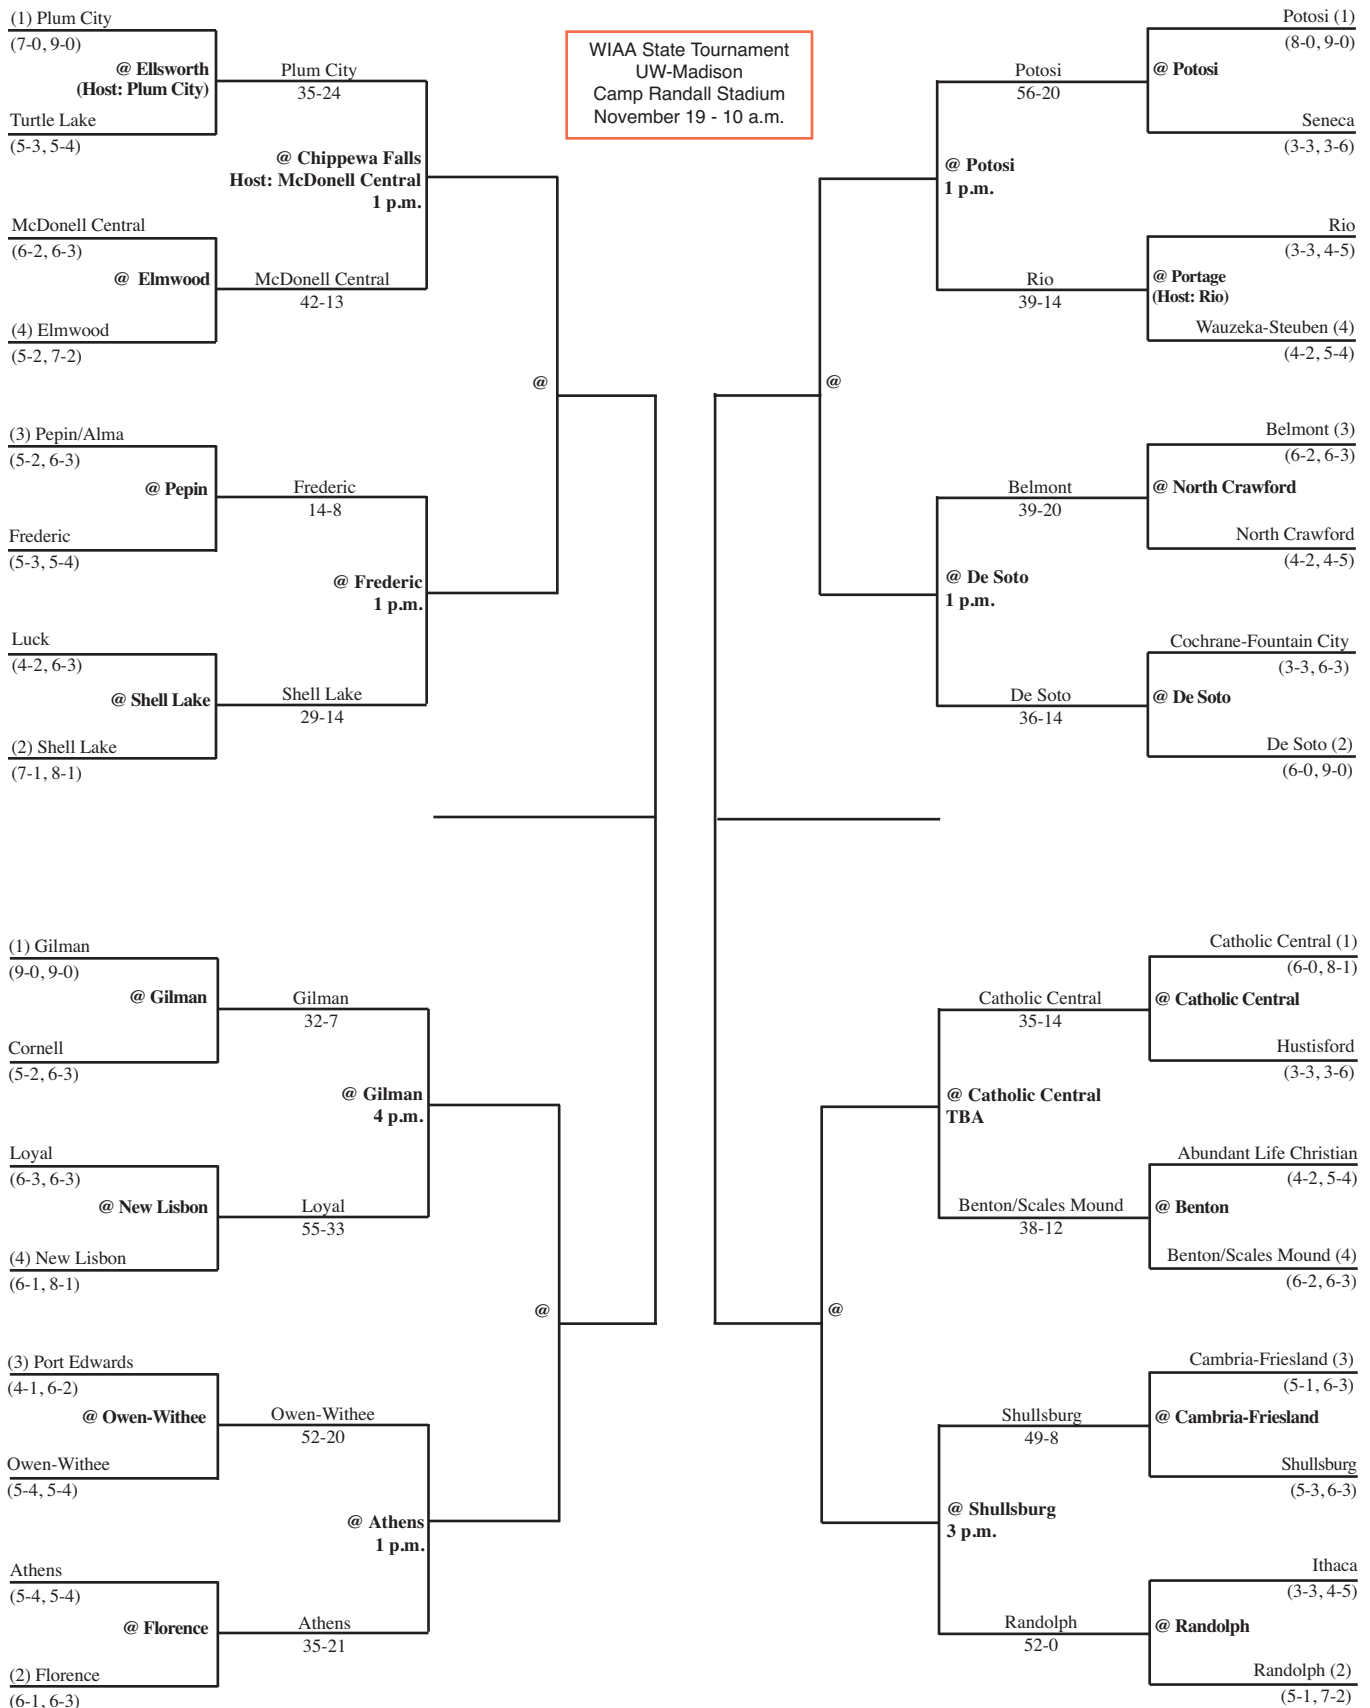 (1) Plum City
(7-0, 9-0)
@ Ellsworth
(Host: Plum City)
Turtle Lake
(5-3, 5-4)
Plum City
35-24
@ Chippewa Falls
Host: McDonell Central
1 p.m.
McDonell Central
(6-2, 6-3)
@ Elmwood
(4) Elmwood
(5-2, 7-2)
McDonell Central
42-13
@
(3) Pepin/Alma
(5-2, 6-3)
@ Pepin
Frederic
(5-3, 5-4)
Frederic
14-8
@ Frederic
1 p.m.
Luck
(4-2, 6-3)
@ Shell Lake
(2) Shell Lake
(7-1, 8-1)
Shell Lake
29-14
(1) Gilman
(9-0, 9-0)
@ Gilman
Cornell
(5-2, 6-3)
Gilman
32-7
@ Gilman
4 p.m.
Loyal
(6-3, 6-3)
@ New Lisbon
(4) New Lisbon
(6-1, 8-1)
Loyal
55-33
@
(3) Port Edwards
(4-1, 6-2)
@ Owen-Withee
Owen-Withee
(5-4, 5-4)
Owen-Withee
52-20
@ Athens
1 p.m.
Athens
(5-4, 5-4)
@ Florence
(2) Florence
(6-1, 6-3)
Athens
35-21
WIAA State Tournament
UW-Madison
Camp Randall Stadium
November 19 - 10 a.m.
Potosi (1)
(8-0, 9-0)
@ Potosi
Seneca
(3-3, 3-6)
Potosi
56-20
@ Potosi
1 p.m.
Rio
(3-3, 4-5)
@ Portage
(Host: Rio)
Wauzeka-Steuben (4)
(4-2, 5-4)
Rio
39-14
@
Belmont (3)
(6-2, 6-3)
@ North Crawford
North Crawford
(4-2, 4-5)
Belmont
39-20
@ De Soto
1 p.m.
Cochrane-Fountain City
(3-3, 6-3)
@ De Soto
De Soto (2)
(6-0, 9-0)
De Soto
36-14
Catholic Central (1)
(6-0, 8-1)
@ Catholic Central
Hustisford
(3-3, 3-6)
Catholic Central
35-14
@ Catholic Central
TBA
Abundant Life Christian
(4-2, 5-4)
@ Benton
Benton/Scales Mound (4)
(6-2, 6-3)
Benton/Scales Mound
38-12
@
Cambria-Friesland (3)
(5-1, 6-3)
@ Cambria-Friesland
Shullsburg
(5-3, 6-3)
Shullsburg
49-8
@ Shullsburg
3 p.m.
Ithaca
(3-3, 4-5)
@ Randolph
Randolph (2)
(5-1, 7-2)
Randolph
52-0